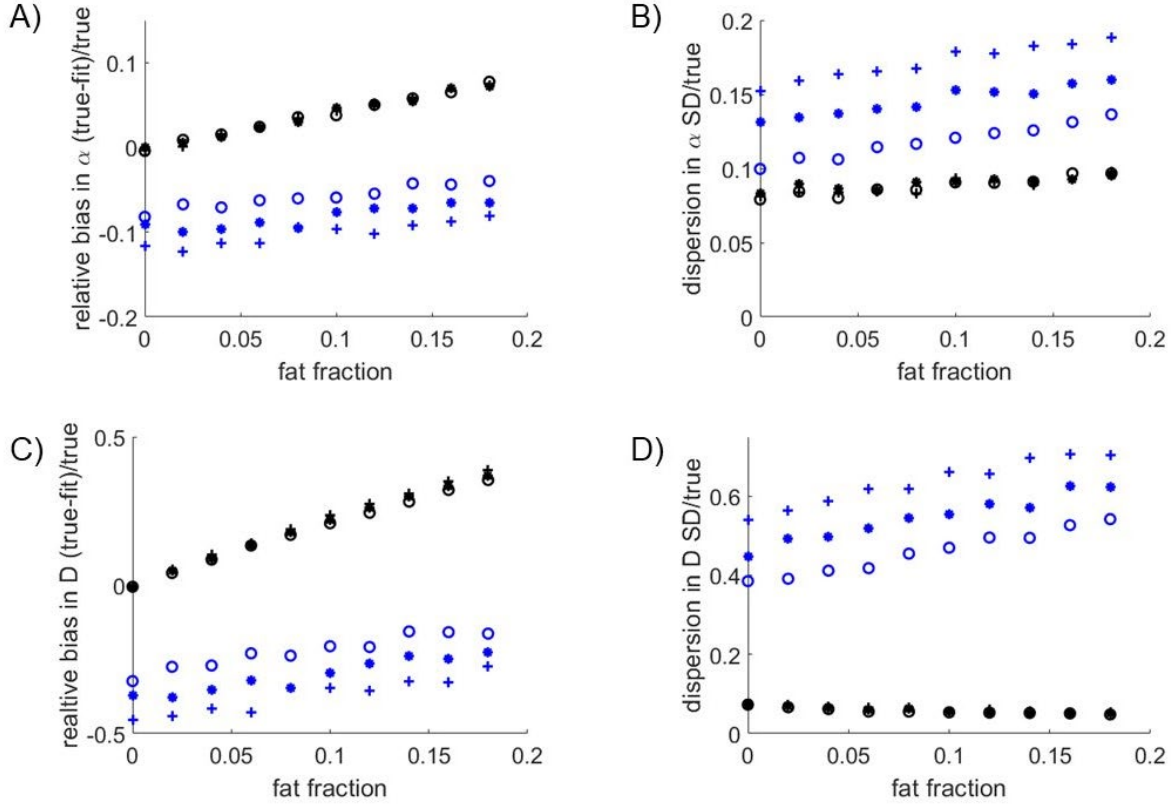 A)
relative bias in α (true-fit)/true
0.1
0
-0.1
-0.2
0 0.05 0.1 0.15 0.2
fat fraction
B)
dispersion in α SD/true
0.2
0.15
0.1
0.05
0
0 0.05 0.1 0.15 0.2
fat fraction
C)
realtive bias in D (true-fit)/true
0.5
0
-0.5
0 0.05 0.1 0.15 0.2
fat fraction
D)
dispersion in D SD/true
0.6
0.4
0.2
0
0 0.05 0.1 0.15 0.2
fat fraction